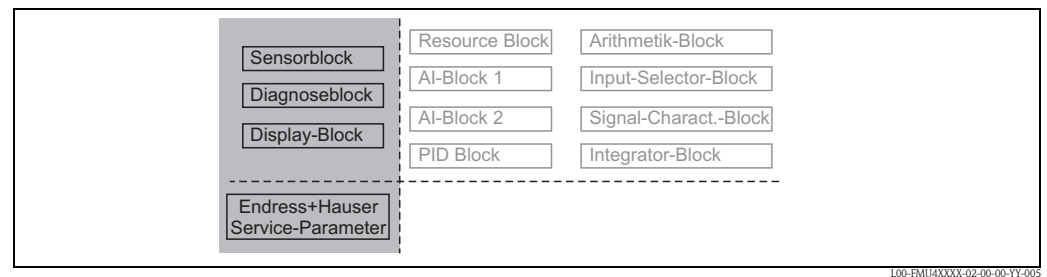 Sensorblock
Diagnoseblock
Display-Block
Endress+Hauser
Service-Parameter
Resource Block
AI-Block 1
AI-Block 2
PID Block
Arithmetik-Block
Input-Selector-Block
Signal-Charact.-Block
Integrator-Block
L00-FMU4XXXX-02-00-00-YY-005